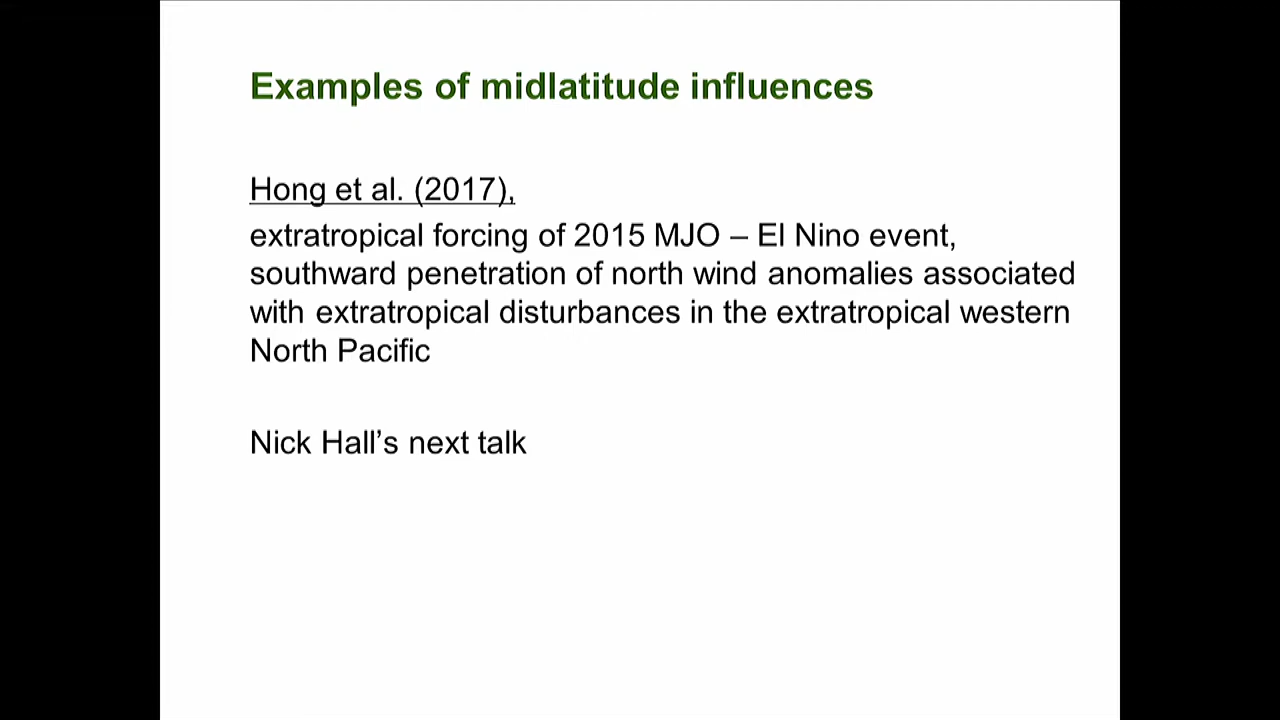 Examples of midlatitude influences
Hong et al. (2017),
extratropical forcing of 2015 MJO – El Nino event,
southward penetration of north wind anomalies associated
with extratropical disturbances in the extratropical western
North Pacific
Nick Hall’s next talk